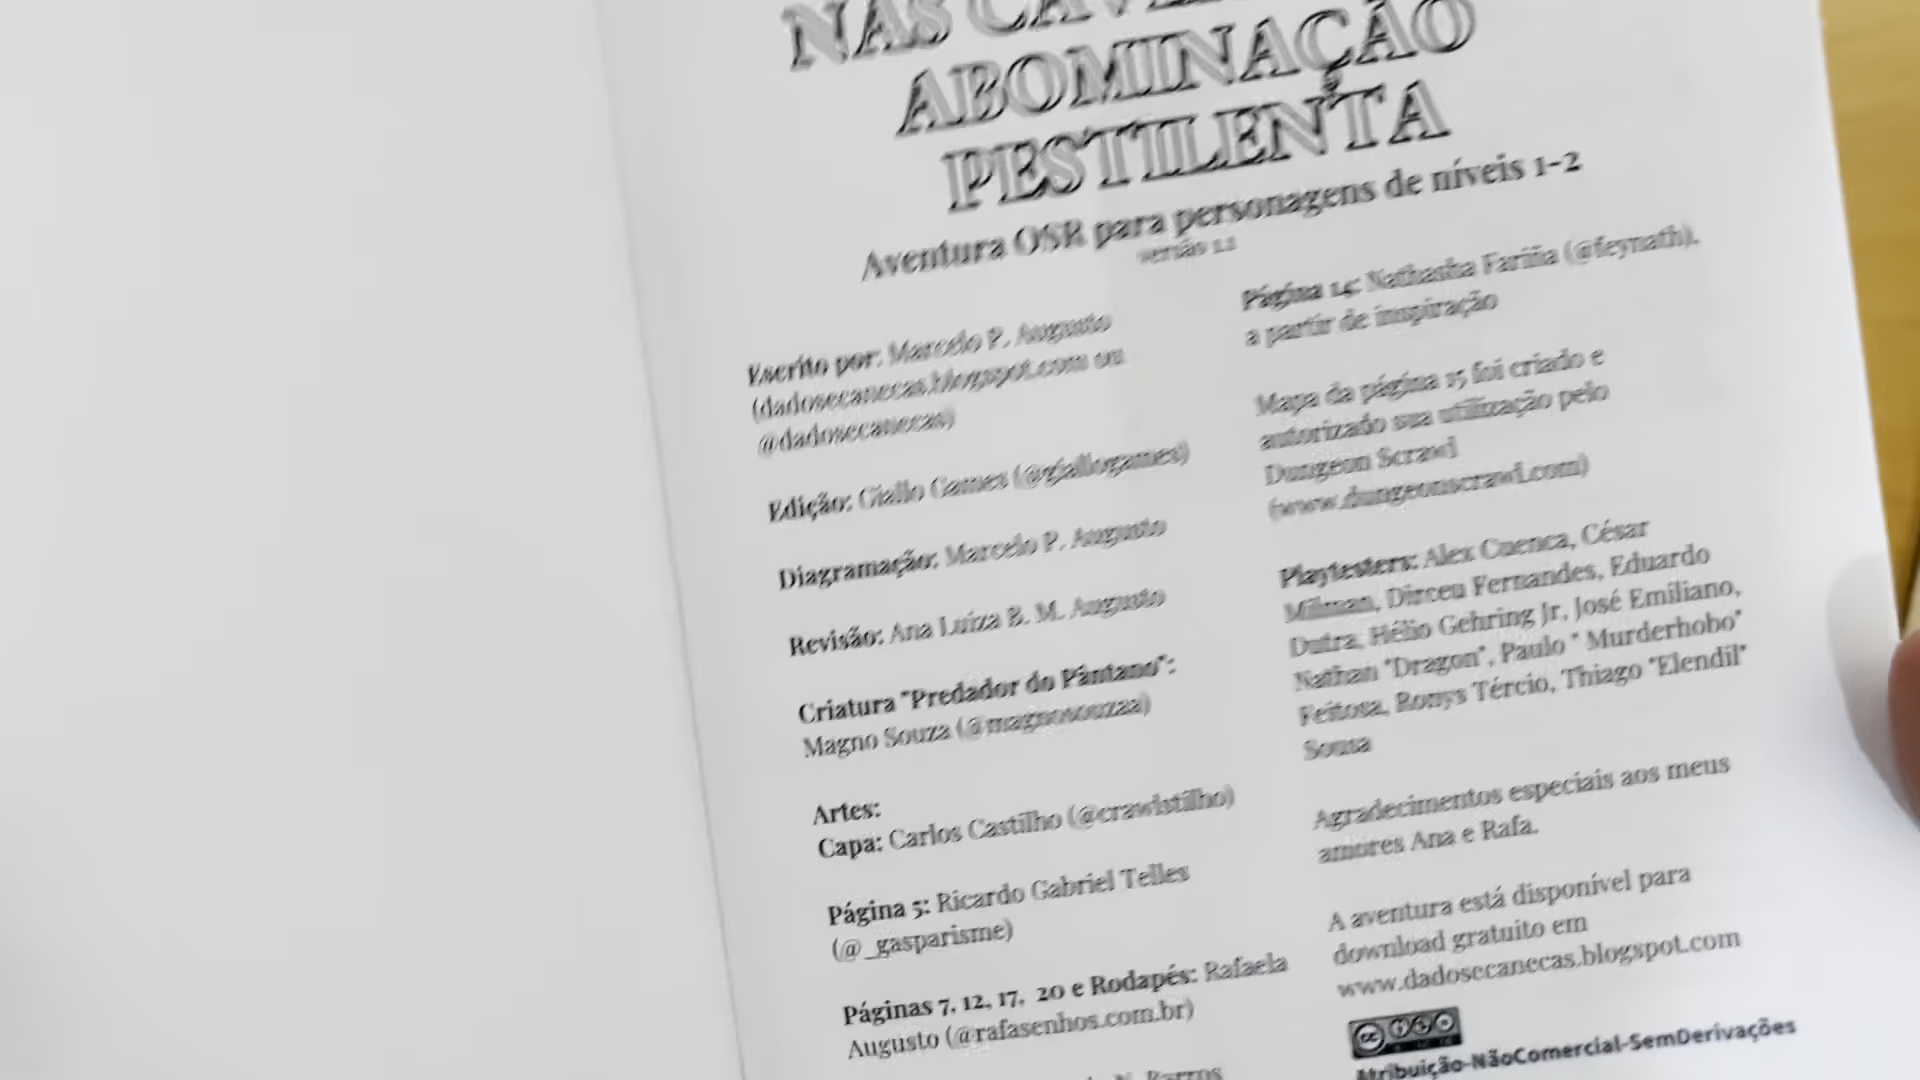 NAS
ABOMINAÇÃO
PESTILENTA
Aventura OSR para personagens de níveis 1-2
versão
Escrito por: Marcelo P. Augusto
(dadosecanecas.blogspot.com ou
@dadosecanecas)
Edição: Giallo Games (@giallogames)
Diagramação: Marcelo P. Augusto
Revisão: Ana Luíza B. M. Augusto
Criatura "Predador do Pântano":
Magno Souza (@magnosouzaa)
Artes:
Capa: Carlos Castilho (@crawlstilho)
Página 5: Ricardo Gabriel Telles
(@_gasparisme)
Páginas 7, 12, 17, 20 e Rodapés: Rafaela
Augusto (@rafasenhos.com.br)
Página 14: Nathasha Fariña (@feynath),
a partir de inspiração
Mapa da página 15 foi criado e
autorizado sua utilização pelo
Dungeon Scrawl
(www.dungeonscrawl.com)
Playtesters: Alex Cuenca, César
Milman, Dirceu Fernandes, Eduardo
Dutra, Hélio Gehring Jr, José Emiliano,
Nathan "Dragon", Paulo " Murderhobo"
Feitosa, Ronys Tércio, Thiago "Elendil"
Sousa
Agradecimentos especiais aos meus
amores Ana e Rafa.
A aventura está disponível para
download gratuito em
www.dadosecanecas.blogspot.com
Atribuição-NãoComercial-SemDerivações